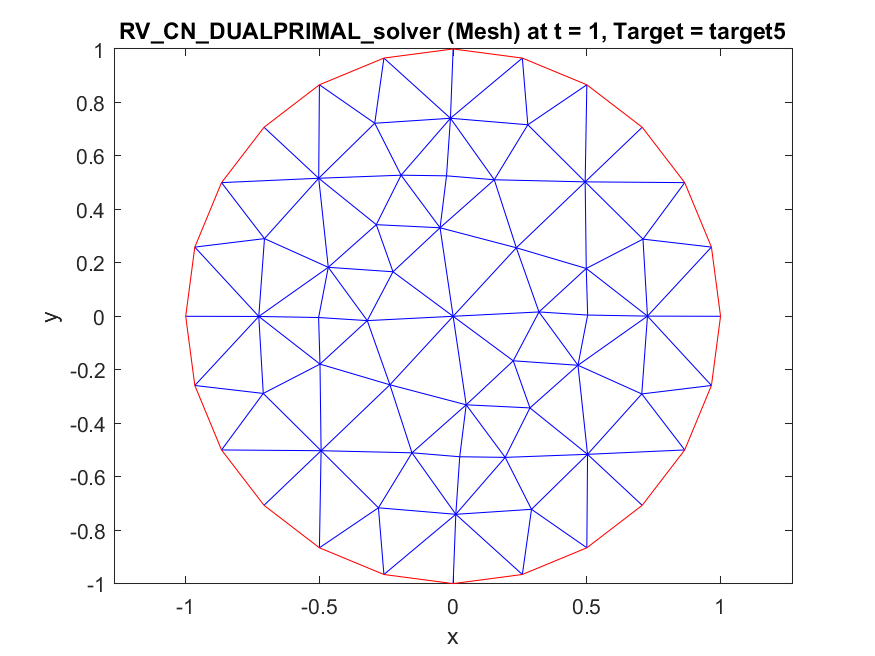 RV_CN_DUALPRIMAL_solver (Mesh) at t = 1, Target = target5
1
0.8
0.6
0.4
0.2
0
-0.2
-0.4
-0.6
-0.8
-1
y
-1 -0.5 0 0.5 1
x